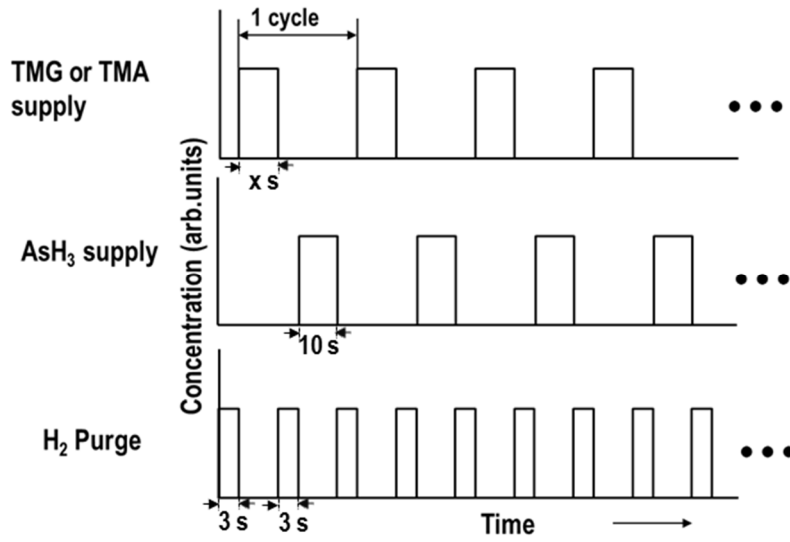 1 cycle
TMG or TMA
supply
x s
Concentration (arb.units)
AsH₃ supply
10 s
H₂ Purge
3 s
3 s
Time